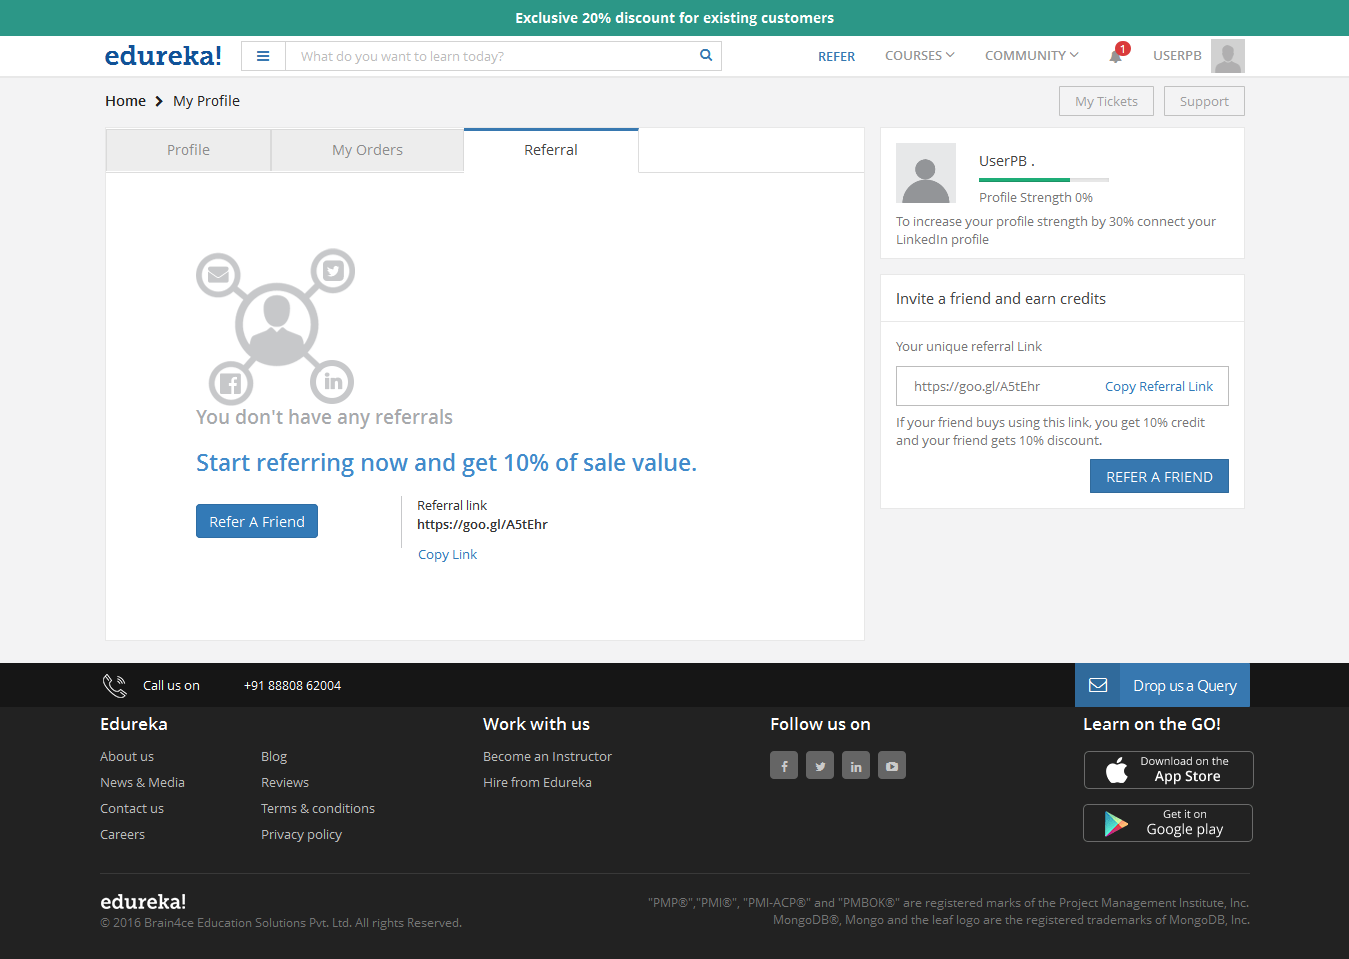 Exclusive 20% discount for existing customers
edureka!
What do you want to learn today?
REFER
COURSES
COMMUNITY
1
USERPB
Home
My Profile
My Tickets
Support
Profile
My Orders
Referral
You don't have any referrals
Start referring now and get 10% of sale value.
Refer A Friend
Referral link
https://goo.gl/A5tEhr
Copy Link
UserPB .
Profile Strength 0%
To increase your profile strength by 30% connect your
LinkedIn profile
Invite a friend and earn credits
Your unique referral Link
https://goo.gl/A5tEhr
Copy Referral Link
If your friend buys using this link, you get 10% credit
and your friend gets 10% discount.
REFER A FRIEND
Call us on
+91 88808 62004
Drop us a Query
Edureka
About us
News & Media
Contact us
Careers
Blog
Reviews
Terms & conditions
Privacy policy
Work with us
Become an Instructor
Hire from Edureka
Follow us on
Learn on the GO!
Download on the
App Store
Get it on
Google play
edureka!
© 2016 Brain4ce Education Solutions Pvt. Ltd. All rights Reserved.
"PMP®","PMI®", "PMI-ACP®" and "PMBOK®" are registered marks of the Project Management Institute, Inc.
MongoDB®, Mongo and the leaf logo are the registered trademarks of MongoDB, Inc.